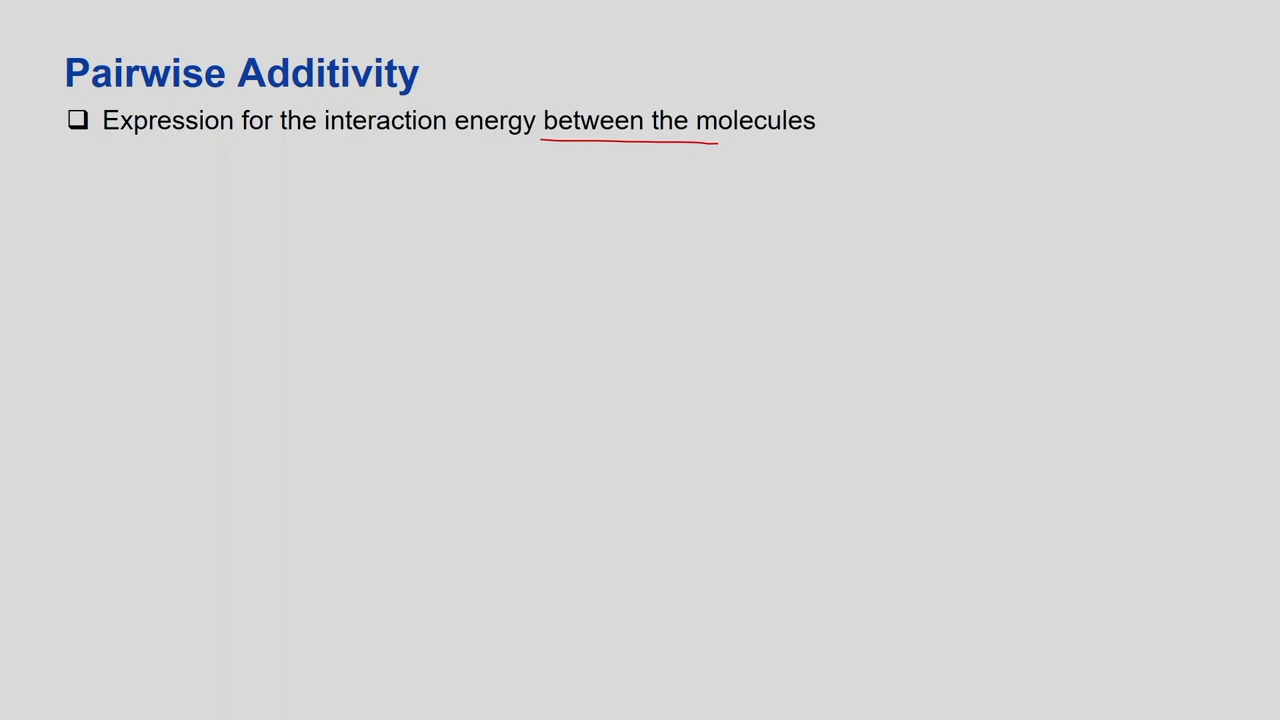 Pairwise Additivity
❑ Expression for the interaction energy between the molecules